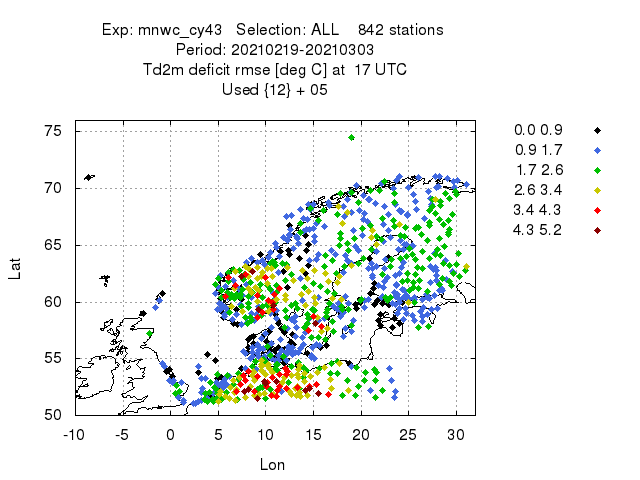 Exp: mnwc_cy43   Selection: ALL    842 stations
Period: 20210219-20210303
Td2m deficit rmse [deg C] at  17 UTC
Used {12} + 05
0.0 0.9
0.9 1.7
1.7 2.6
2.6 3.4
3.4 4.3
4.3 5.2
75
70
65
60
55
50
Lat
-10 -5 0 5 10 15 20 25 30
Lon